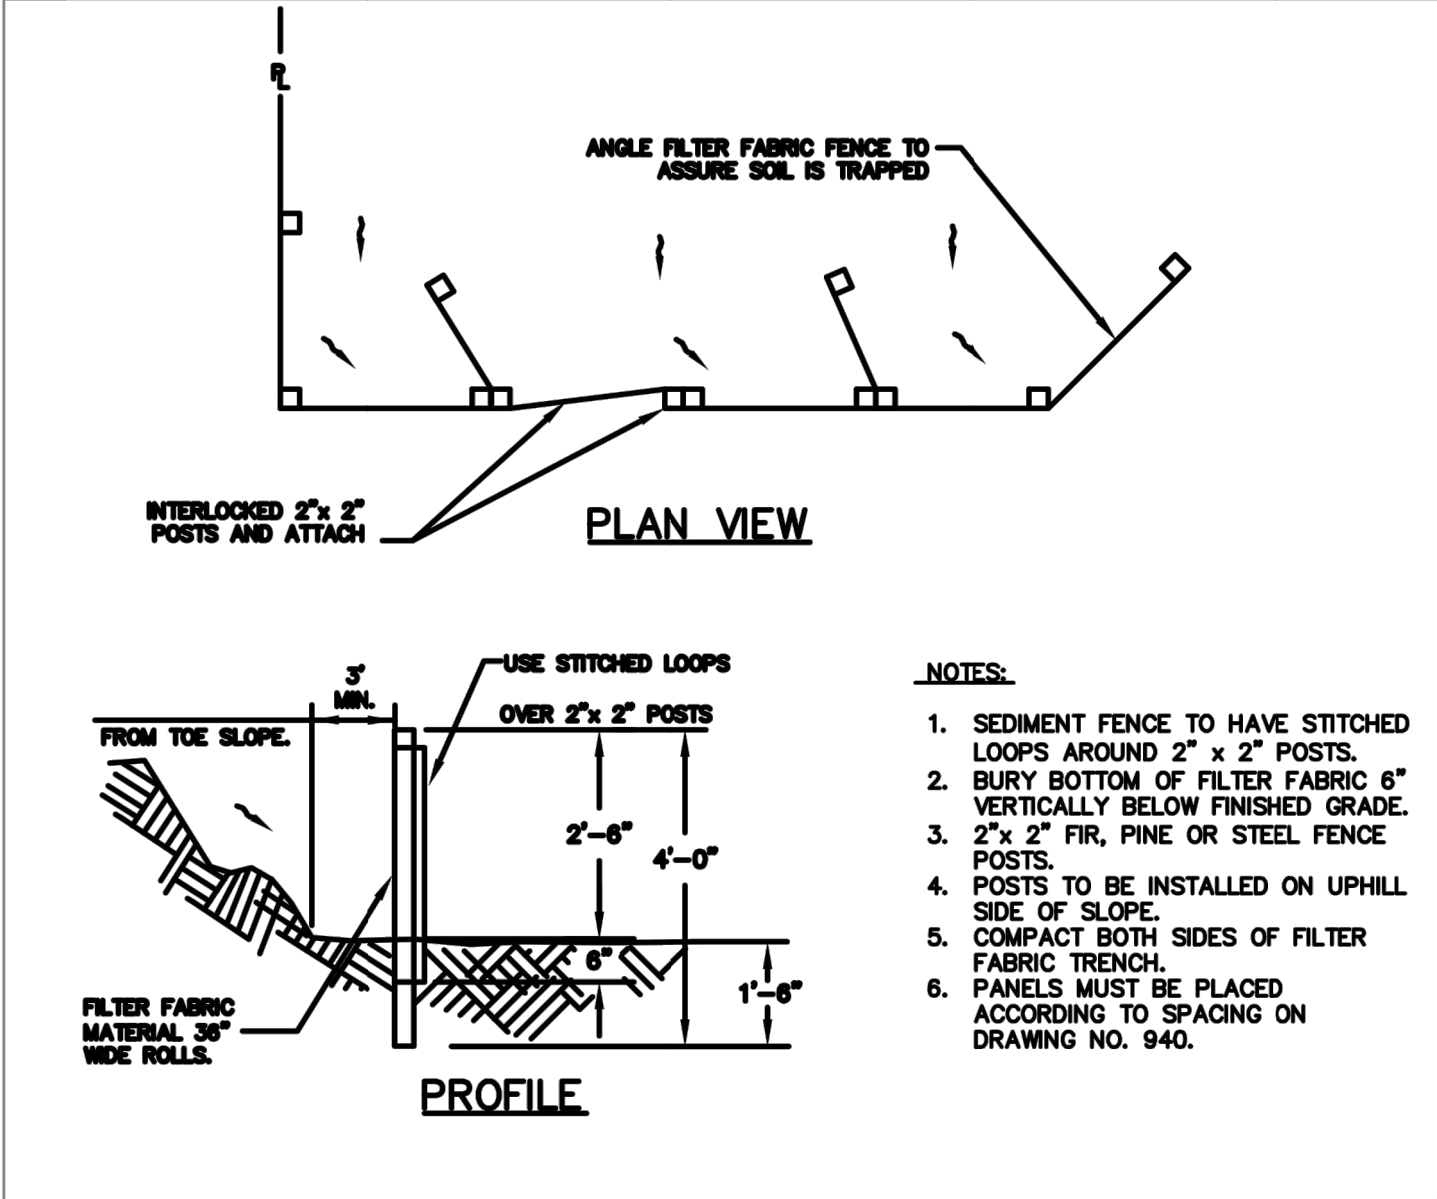 PL
ANGLE FILTER FABRIC FENCE TO
ASSURE SOIL IS TRAPPED
INTERLOCKED 2"x 2"
POSTS AND ATTACH
PLAN VIEW
3'
MIN.
FROM TOE SLOPE.
USE STITCHED LOOPS
OVER 2"x 2" POSTS
2'-6"
4'-0"
6"
1'-6"
FILTER FABRIC
MATERIAL 36"
WIDE ROLLS.
PROFILE
NOTES:
1. SEDIMENT FENCE TO HAVE STITCHED
LOOPS AROUND 2" x 2" POSTS.
2. BURY BOTTOM OF FILTER FABRIC 6"
VERTICALLY BELOW FINISHED GRADE.
3. 2"x 2" FIR, PINE OR STEEL FENCE
POSTS.
4. POSTS TO BE INSTALLED ON UPHILL
SIDE OF SLOPE.
5. COMPACT BOTH SIDES OF FILTER
FABRIC TRENCH.
6. PANELS MUST BE PLACED
ACCORDING TO SPACING ON
DRAWING NO. 940.